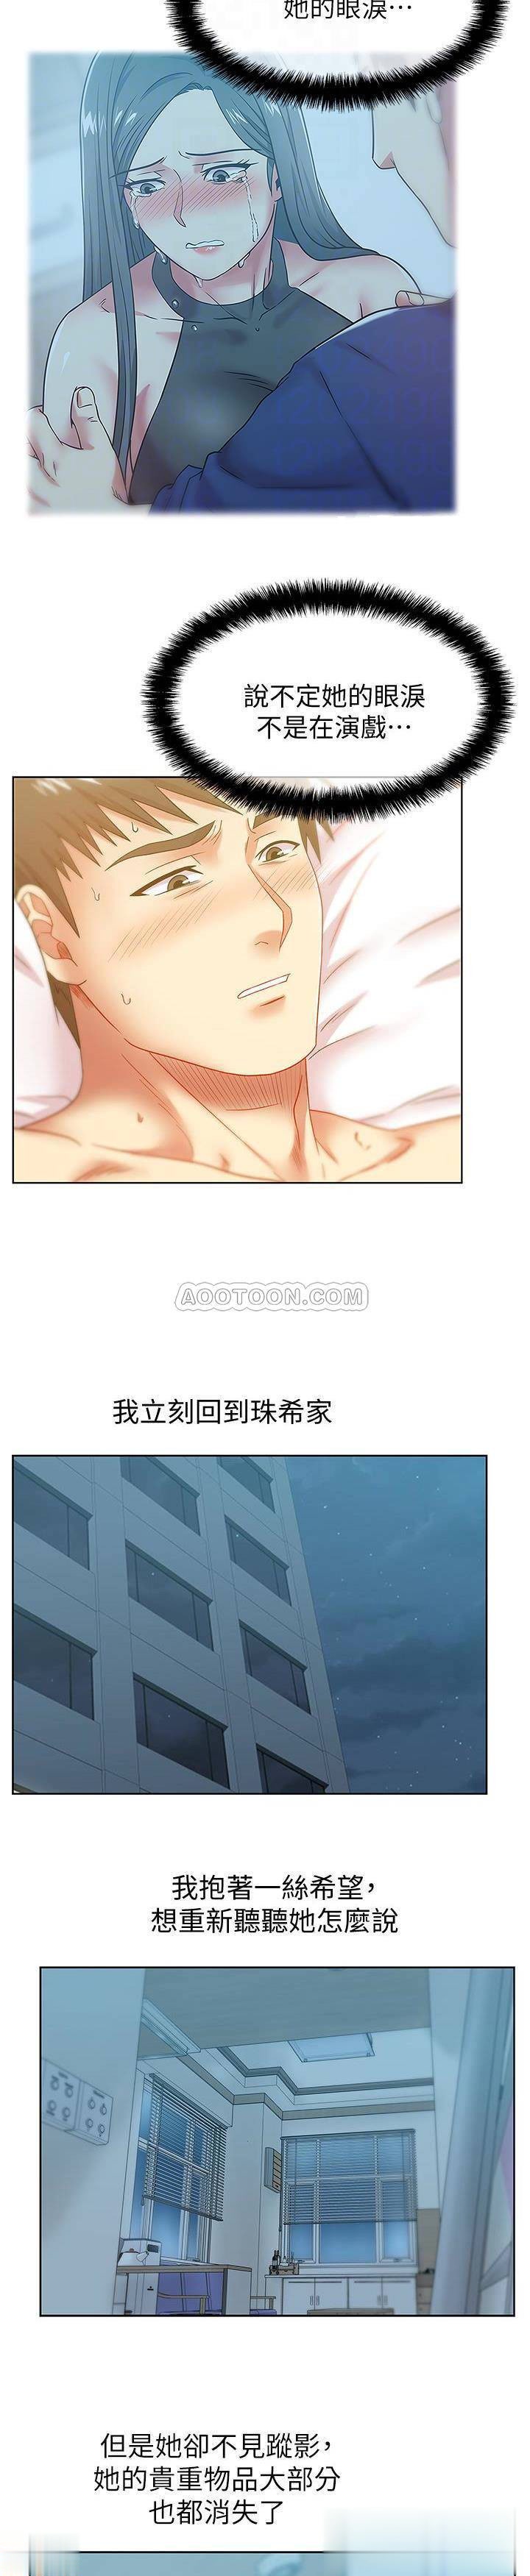 她的眼淚⋯
說不定她的眼淚
不是在演戲⋯
AOOTOON.COM
我立刻回到珠希家
我抱著一絲希望，
想重新聽聽她怎麼說
但是她卻不見蹤影，
她的貴重物品大部分
也都消失了